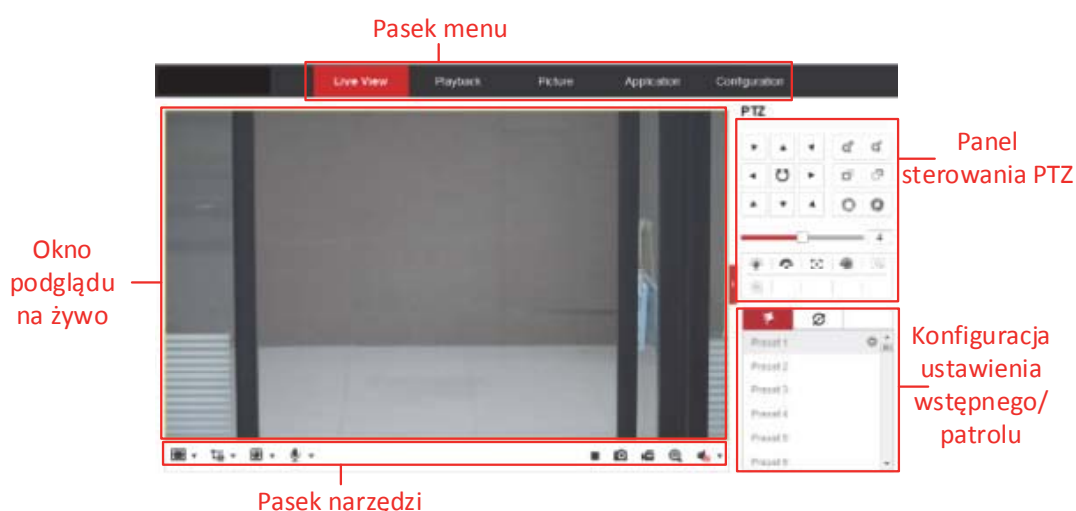 Pasek menu
Live View Playback Picture Application Configuration
PTZ
Panel
sterowania PTZ
4
Okno
podglądu
na żywo
Preset 1
Preset 2
Preset 3
Preset 4
Preset 5
Preset 6
Konfiguracja
ustawienia
wstępnego/
patrolu
Pasek narzędzi